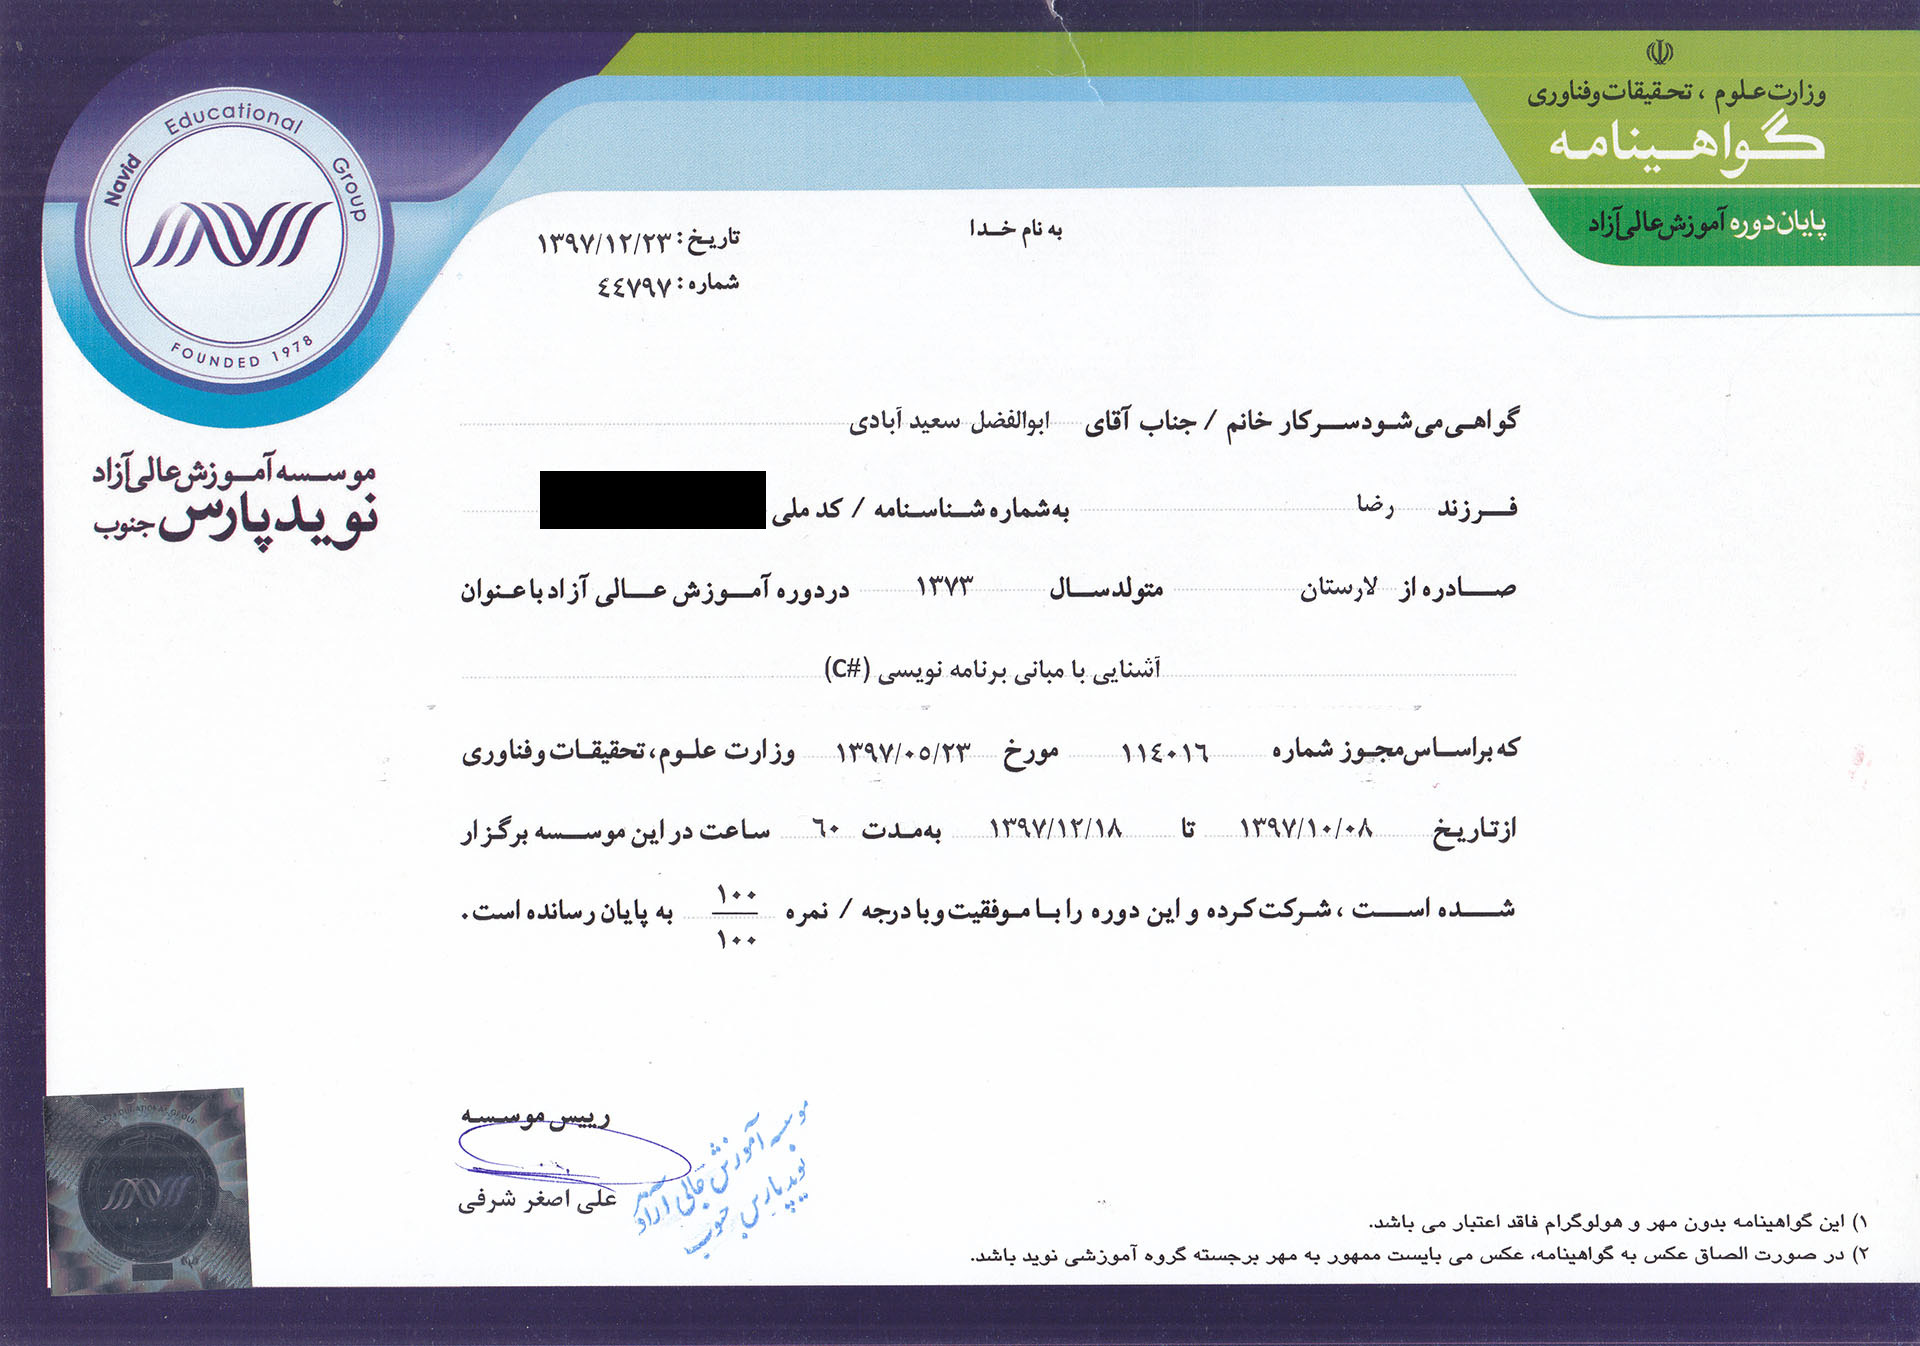 وزارت علوم ، تحقیقات و فناوری
گواهینامه
پایان دوره آموزش عالی آزاد
به نام خدا
تاریخ: ۱۳۹۷/۱۲/۲۳
شماره: ٤٤٧٩٧
Navid Educational Group
FOUNDED 1978
موسسه آموزش عالی آزاد
نوید پارس جنوب
گواهی می شود سرکار خانم / جناب آقای ابوالفضل سعید آبادی
فرزند رضا به شماره شناسنامه / کد ملی
صادره از لارستان متولد سال ۱۳۷۳ در دوره آموزش عالی آزاد با عنوان
آشنایی با مبانی برنامه نویسی (C#)
که براساس مجوز شماره ۱۱٤۰۱٦ مورخ ۱۳۹۷/۰٥/۲۳ وزارت علوم، تحقیقات و فناوری
از تاریخ ۱۳۹۷/۱۰/۰۸ تا ۱۳۹۷/۱۲/۱۸ به مدت ٦۰ ساعت در این موسسه برگزار
شده است ، شرکت کرده و این دوره را با موفقیت و با درجه / نمره ۱۰۰/۱۰۰ به پایان رسانده است.
رییس موسسه
علی اصغر شرفی
موسسه آموزش عالی آزاد
نوید پارس جنوب
۱) این گواهینامه بدون مهر و هولوگرام فاقد اعتبار می باشد.
۲) در صورت الصاق عکس به گواهینامه، عکس می بایست ممهور به مهر برجسته گروه آموزشی نوید باشد.